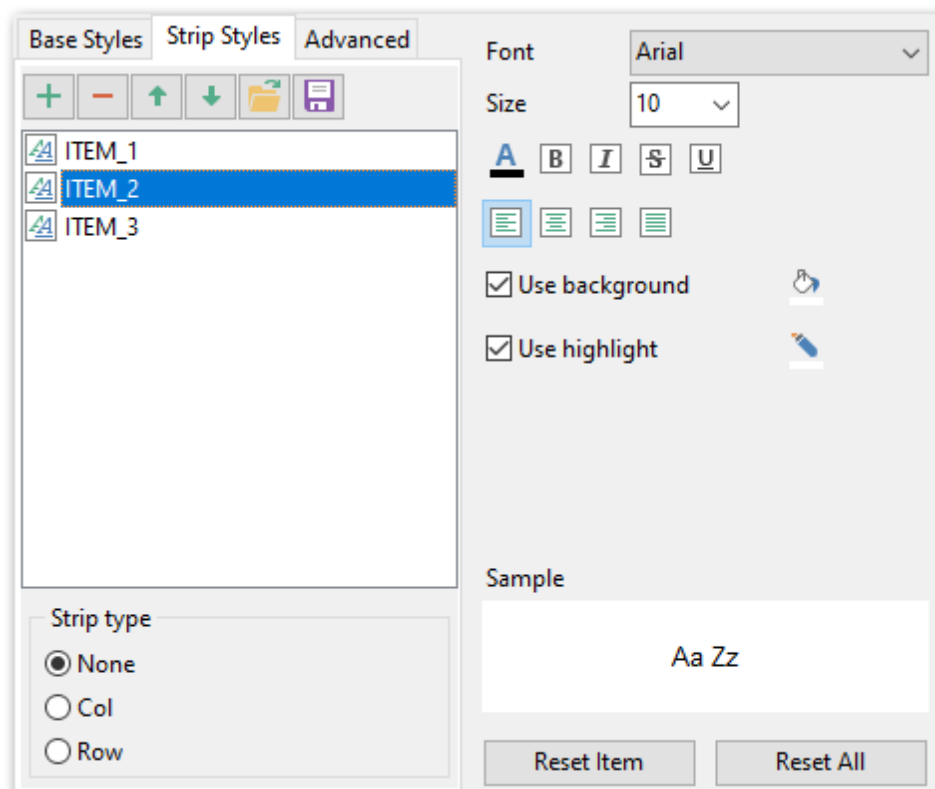 Base Styles
Strip Styles
Advanced
ITEM_1
ITEM_2
ITEM_3
Strip type
None
Col
Row
Font
Arial
Size
10
A
B
I
S
U
Use background
Use highlight
Sample
Aa Zz
Reset Item
Reset All